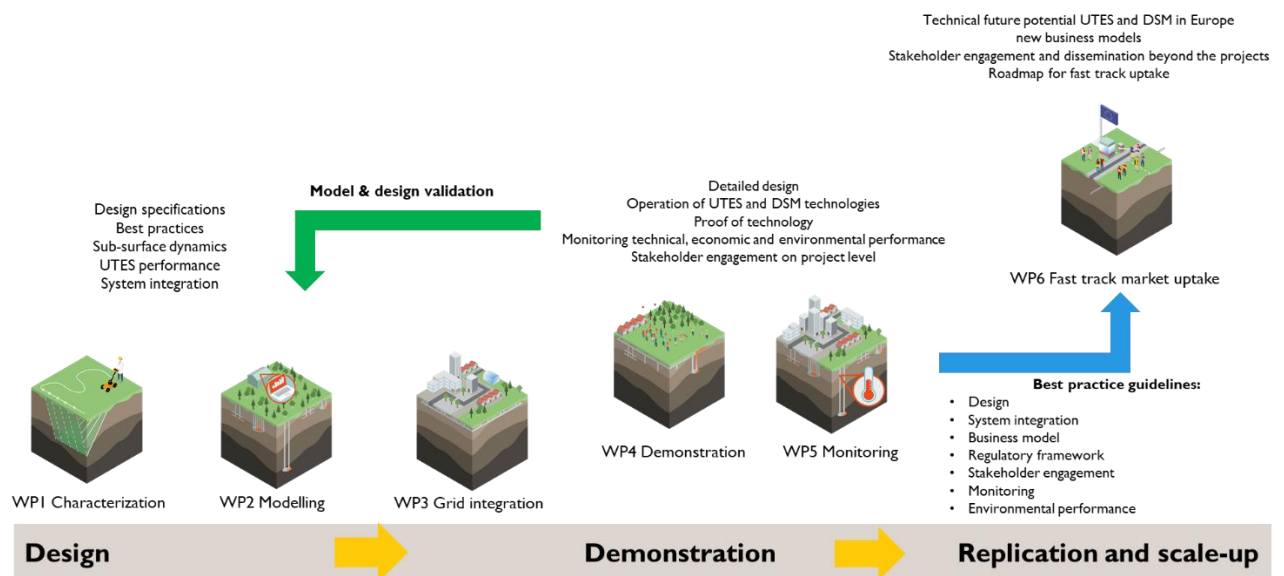 Technical future potential UTES and DSM in Europe
new business models
Stakeholder engagement and dissemination beyond the projects
Roadmap for fast track uptake
Model & design validation
Design specifications
Best practices
Sub-surface dynamics
UTES performance
System integration
Detailed design
Operation of UTES and DSM technologies
Proof of technology
Monitoring technical, economic and environmental performance
Stakeholder engagement on project level
WP6 Fast track market uptake
WP1 Characterization
WP2 Modelling
WP3 Grid integration
WP4 Demonstration
WP5 Monitoring
Best practice guidelines:
• Design
• System integration
• Business model
• Regulatory framework
• Stakeholder engagement
• Monitoring
• Environmental performance
Design
Demonstration
Replication and scale-up